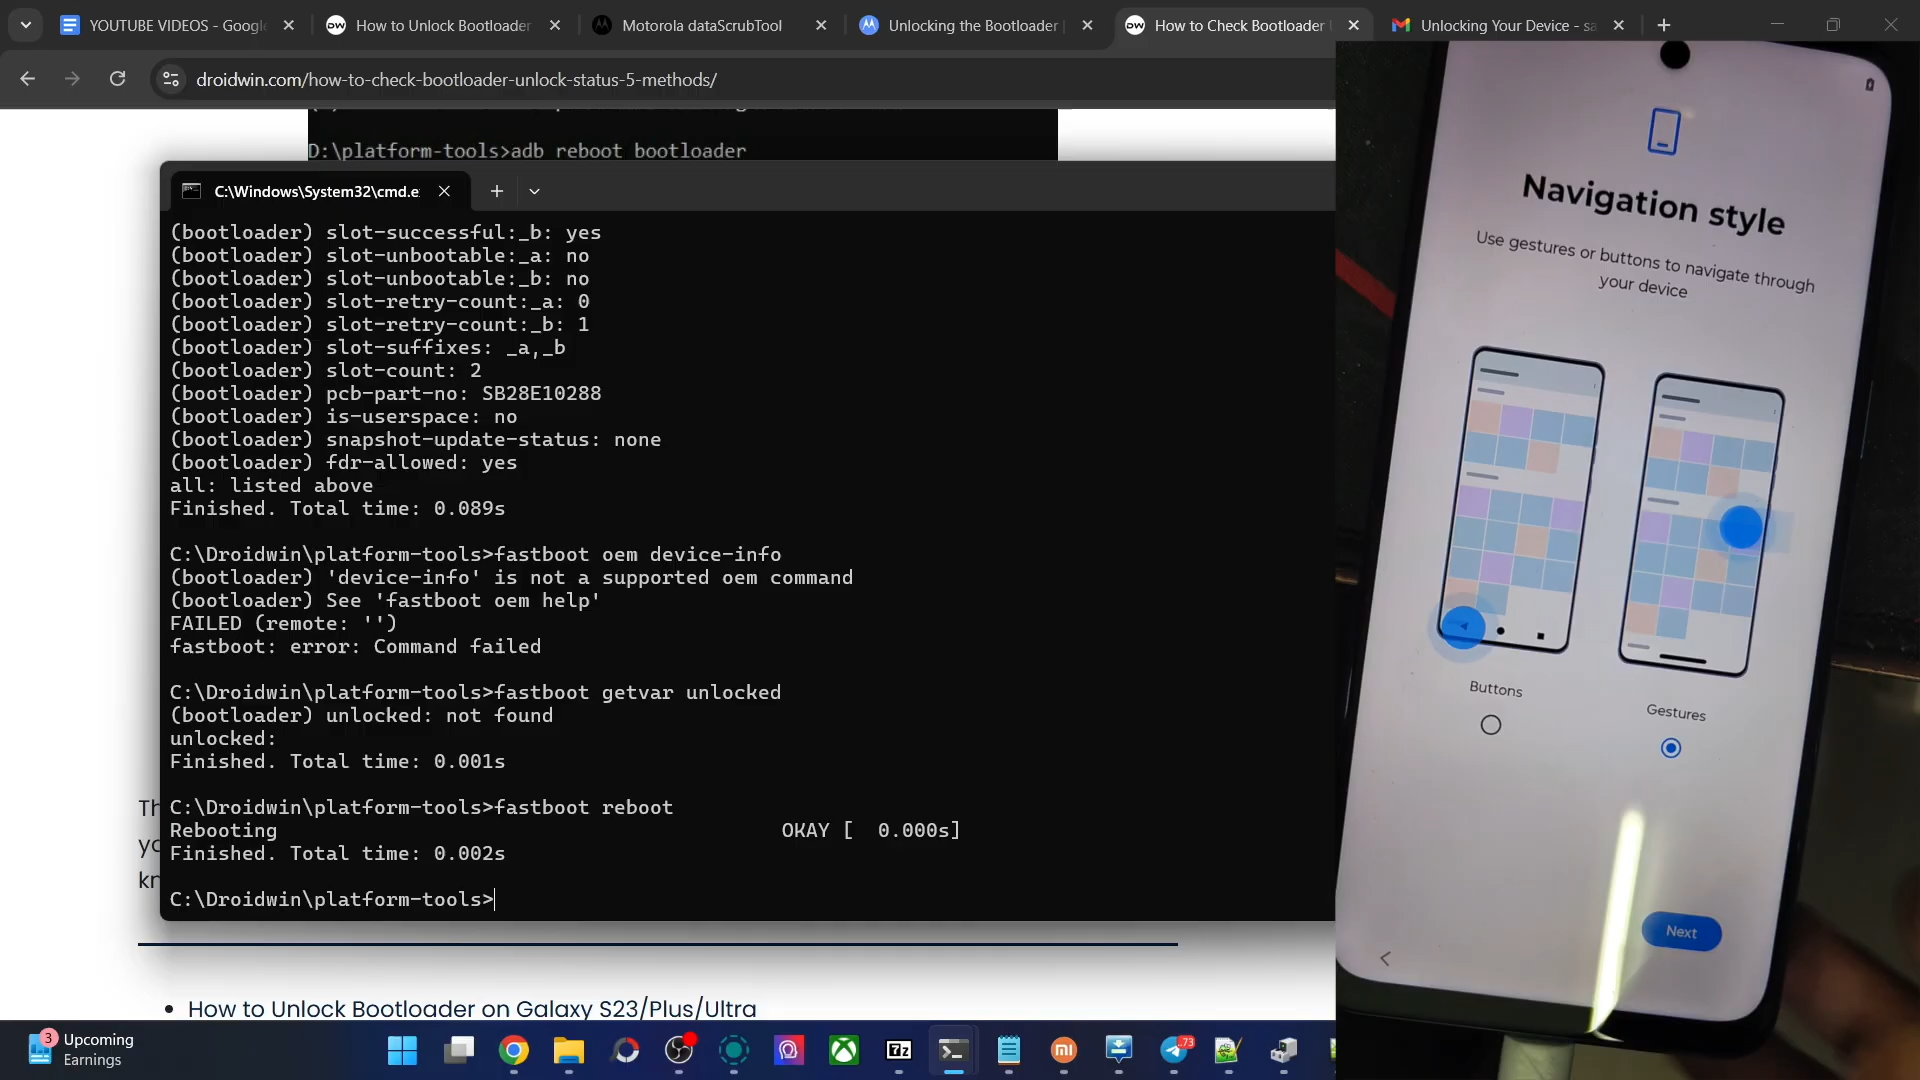 YOUTUBE VIDEOS - Google
How to Unlock Bootloader
Motorola dataScrubTool
Unlocking the Bootloader |
How to Check Bootloader
Unlocking Your Device - sa
droidwin.com/how-to-check-bootloader-unlock-status-5-methods/
D:\platform-tools>adb reboot bootloader
C:\Windows\System32\cmd.e
(bootloader) slot-successful:_b: yes
(bootloader) slot-unbootable:_a: no
(bootloader) slot-unbootable:_b: no
(bootloader) slot-retry-count:_a: 0
(bootloader) slot-retry-count:_b: 1
(bootloader) slot-suffixes: _a,_b
(bootloader) slot-count: 2
(bootloader) pcb-part-no: SB28E10288
(bootloader) is-userspace: no
(bootloader) snapshot-update-status: none
(bootloader) fdr-allowed: yes
all: listed above
Finished. Total time: 0.089s
C:\Droidwin\platform-tools>fastboot oem device-info
(bootloader) 'device-info' is not a supported oem command
(bootloader) See 'fastboot oem help'
FAILED (remote: '')
fastboot: error: Command failed
C:\Droidwin\platform-tools>fastboot getvar unlocked
(bootloader) unlocked: not found
unlocked:
Finished. Total time: 0.001s
C:\Droidwin\platform-tools>fastboot reboot
Rebooting OKAY [ 0.000s]
Finished. Total time: 0.002s
C:\Droidwin\platform-tools>
Th
yo
kn
How to Unlock Bootloader on Galaxy S23/Plus/Ultra
Navigation style
Use gestures or buttons to navigate through
your device
Buttons
Gestures
Next
3
Upcoming
Earnings
7z
mi
73